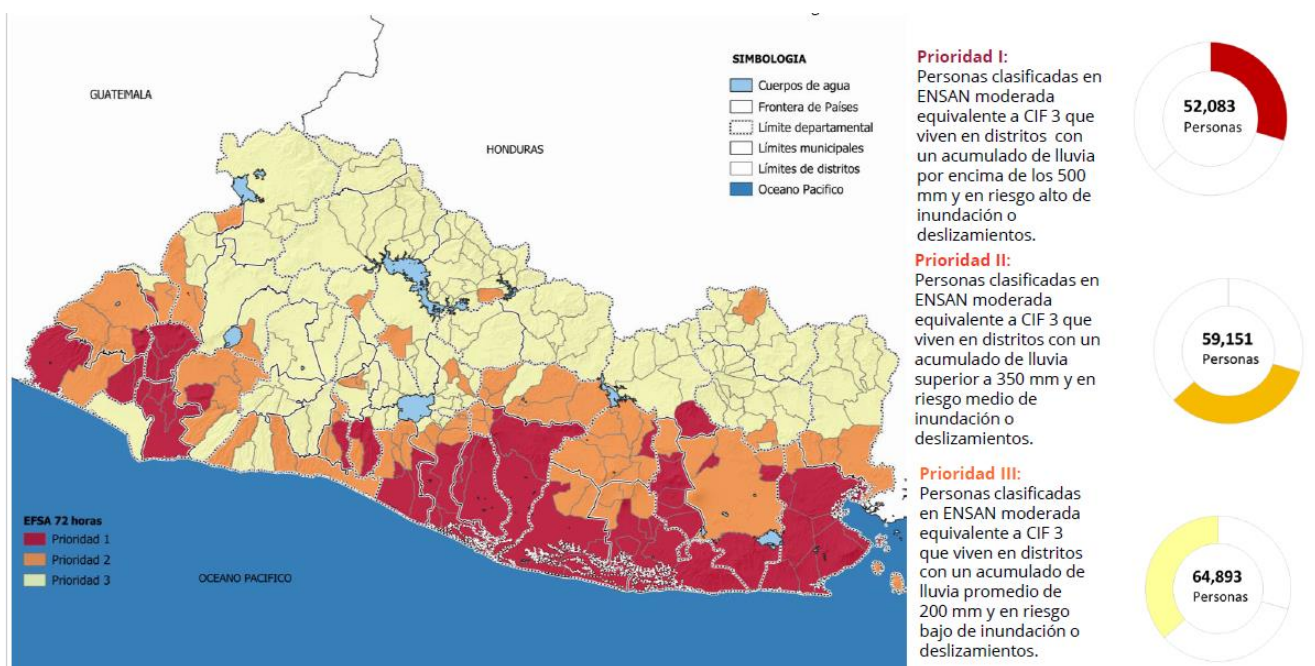 GUATEMALA
HONDURAS
SIMBOLOGIA
Cuerpos de agua
Frontera de Países
Límite departamental
Límites municipales
Límites de distritos
Oceano Pacifico
EFSA 72 horas
Prioridad 1
Prioridad 2
Prioridad 3
OCEANO PACIFICO
Prioridad I:
Personas clasificadas en
ENSAN moderada
equivalente a CIF 3 que
viven en distritos con
un acumulado de lluvia
por encima de los 500
mm y en riesgo alto de
inundación o
deslizamientos.
52,083
Personas
Prioridad II:
Personas clasificadas en
ENSAN moderada
equivalente a CIF 3 que
viven en distritos con un
acumulado de lluvia
superior a 350 mm y en
riesgo medio de
inundación o
deslizamientos.
59,151
Personas
Prioridad III:
Personas clasificadas
en ENSAN moderada
equivalente a CIF 3
que viven en distritos
con un acumulado de
lluvia promedio de
200 mm y en riesgo
bajo de inundación o
deslizamientos.
64,893
Personas